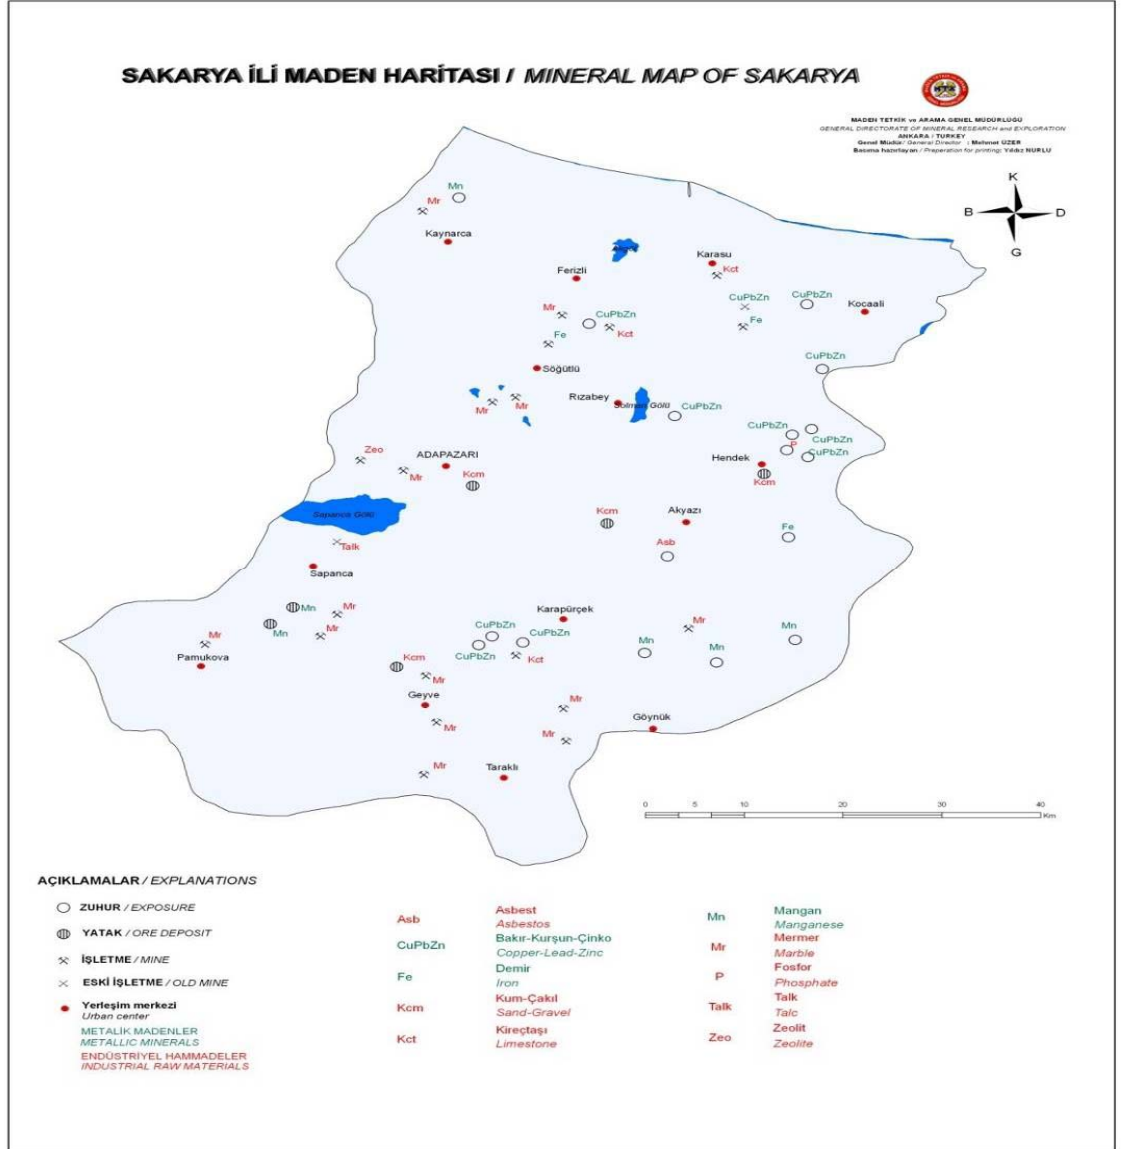 SAKARYA İLİ MADEN HARİTASI / MINERAL MAP OF SAKARYA
MADEN TETKİK ve ARAMA GENEL MÜDÜRLÜĞÜ
GENERAL DIRECTORATE OF MINERAL RESEARCH and EXPLORATION
ANKARA / TURKEY
Genel Müdür / General Director : Mehmet ÜZER
Basıma hazırlayan / Preparation for printing: Yıldız NURLU
K
B
D
G
Mn
Mr
Kaynarca
Karasu
Ferizli
Kct
CuPbZn
CuPbZn
Kocaali
Mr
CuPbZn
Fe
Fe
Kct
CuPbZn
Söğütlü
Rızabey
Mr
Mr
CuPbZn
CuPbZn
CuPbZn
P
CuPbZn
Zeo
ADAPAZARI
Hendek
Mr
Kcm
Kcm
Sapanca Gölü
Kcm
Akyazı
Fe
Talk
Asb
Sapanca
Mn
Mr
Karapürçek
Mn
Mr
CuPbZn
Mr
Mn
Mr
CuPbZn
Mn
Mn
Pamukova
Kcm
CuPbZn
Kct
Mr
Geyve
Mr
Göynük
Mr
Mr
Mr
Taraklı
0 5 10 20 30 40
Km
AÇIKLAMALAR / EXPLANATIONS
ZUHUR / EXPOSURE
YATAK / ORE DEPOSIT
İŞLETME / MINE
ESKİ İŞLETME / OLD MINE
Yerleşim merkezi
Urban center
METALİK MADENLER
METALLIC MINERALS
ENDÜSTRİYEL HAMMADELER
INDUSTRIAL RAW MATERIALS
Asb
Asbest
Asbestos
CuPbZn
Bakır-Kurşun-Çinko
Copper-Lead-Zinc
Fe
Demir
Iron
Kcm
Kum-Çakıl
Sand-Gravel
Kct
Kireçtaşı
Limestone
Mn
Mangan
Manganese
Mr
Mermer
Marble
P
Fosfor
Phosphate
Talk
Talk
Talc
Zeo
Zeolit
Zeolite